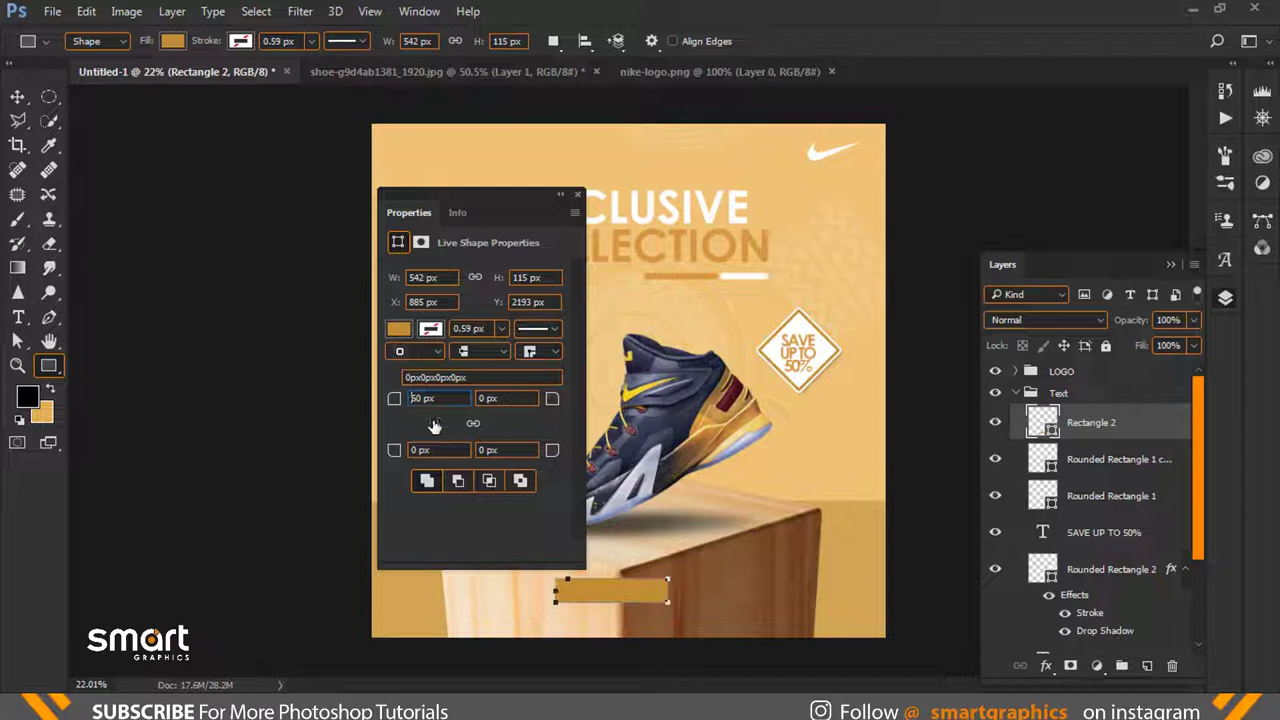 Ps File Edit Image Layer Type Select Filter 3D View Window Help
Shape Fill: Stroke: 0.59 px W: 542 px H: 115 px Align Edges
Untitled-1 @ 22% (Rectangle 2, RGB/8) * × shoe-g9d4ab1381_1920.jpg @ 50.5% (Layer 1, RGB/8#) * × nike-logo.png @ 100% (Layer 0, RGB/8#) ×
CLUSIVE
LECTION
SAVE
UP TO
50%
Properties Info
Live Shape Properties
W: 542 px H: 115 px
X: 885 px Y: 2193 px
0.59 px
0px0px0px0px
50 px 0 px
0 px 0 px
Layers
Kind
Normal Opacity: 100%
Lock: Fill: 100%
LOGO
Text
Rectangle 2
Rounded Rectangle 1 c...
Rounded Rectangle 1
T SAVE UP TO 50%
Rounded Rectangle 2 fx
Effects
Stroke
Drop Shadow
smart
GRAPHICS
22.01% Doc: 17.6M/28.2M
SUBSCRIBE For More Photoshop Tutorials
Follow @ smartgraphics on instagram